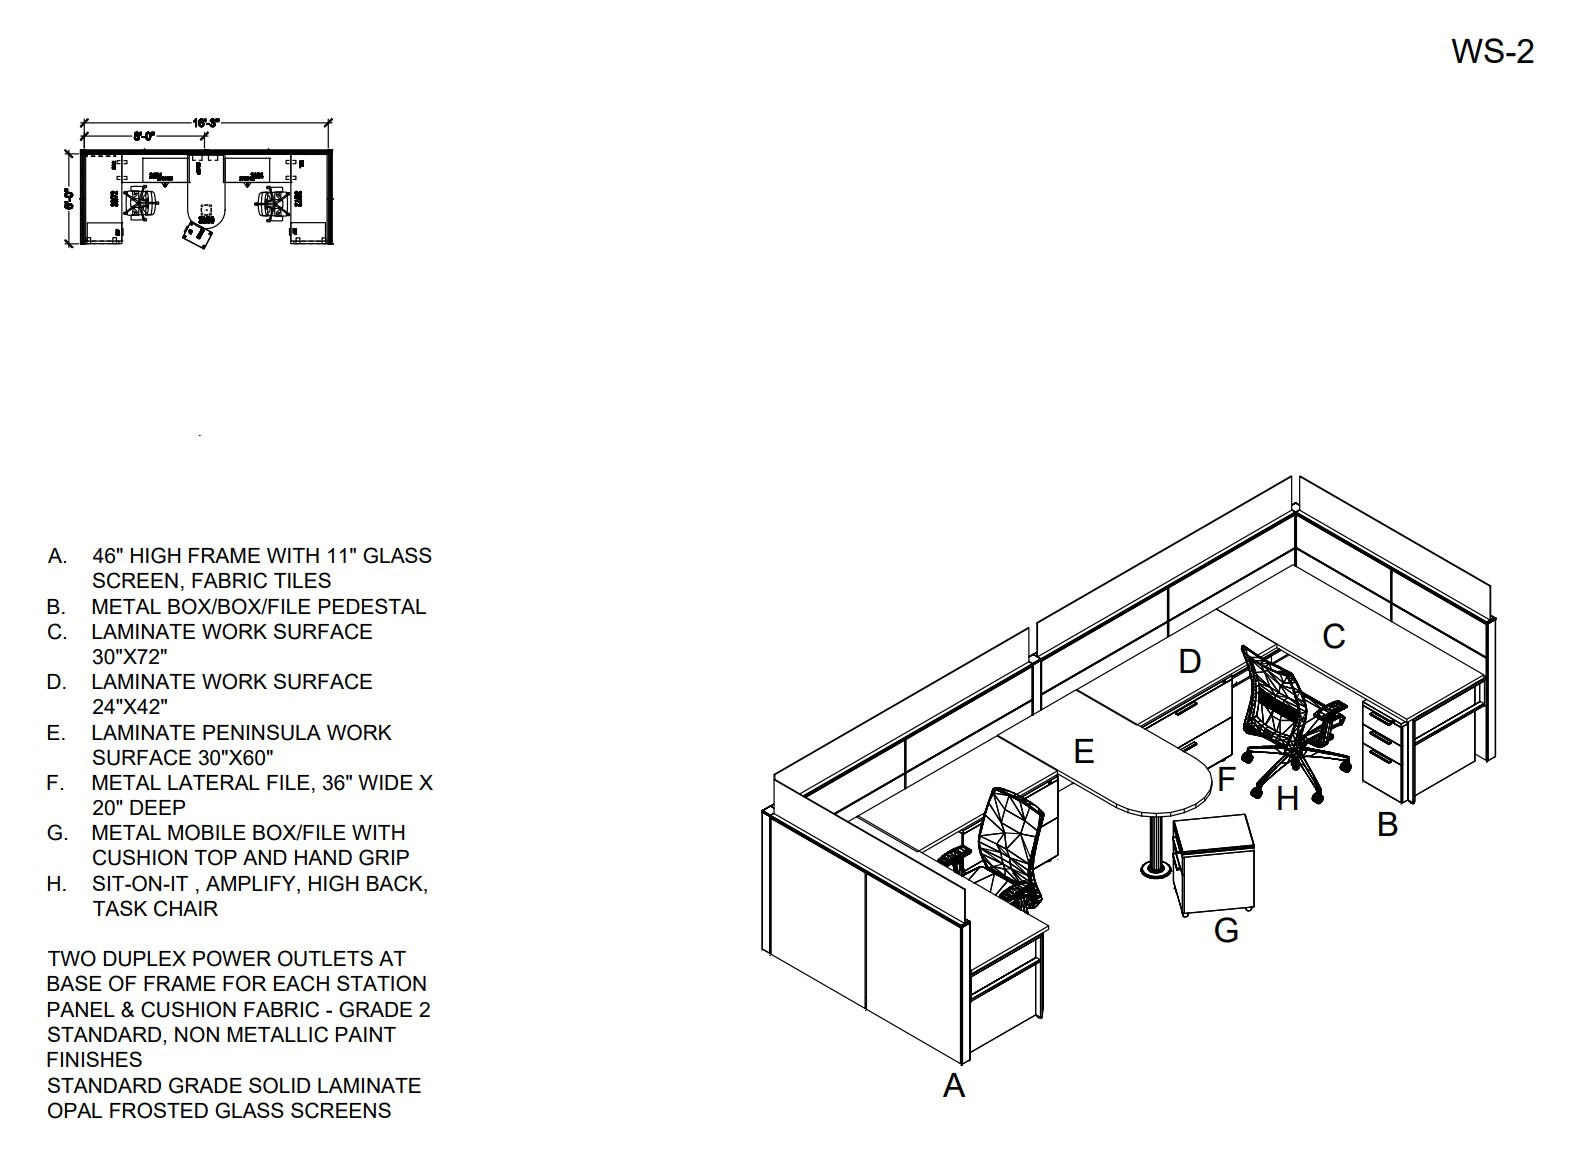 WS-2
16'-3"
8'-0"
6'-0"
A. 46" HIGH FRAME WITH 11" GLASS
SCREEN, FABRIC TILES
B. METAL BOX/BOX/FILE PEDESTAL
C. LAMINATE WORK SURFACE
30"X72"
D. LAMINATE WORK SURFACE
24"X42"
E. LAMINATE PENINSULA WORK
SURFACE 30"X60"
F. METAL LATERAL FILE, 36" WIDE X
20" DEEP
G. METAL MOBILE BOX/FILE WITH
CUSHION TOP AND HAND GRIP
H. SIT-ON-IT , AMPLIFY, HIGH BACK,
TASK CHAIR
TWO DUPLEX POWER OUTLETS AT
BASE OF FRAME FOR EACH STATION
PANEL & CUSHION FABRIC - GRADE 2
STANDARD, NON METALLIC PAINT
FINISHES
STANDARD GRADE SOLID LAMINATE
OPAL FROSTED GLASS SCREENS
C
D
E
F
H
B
G
A